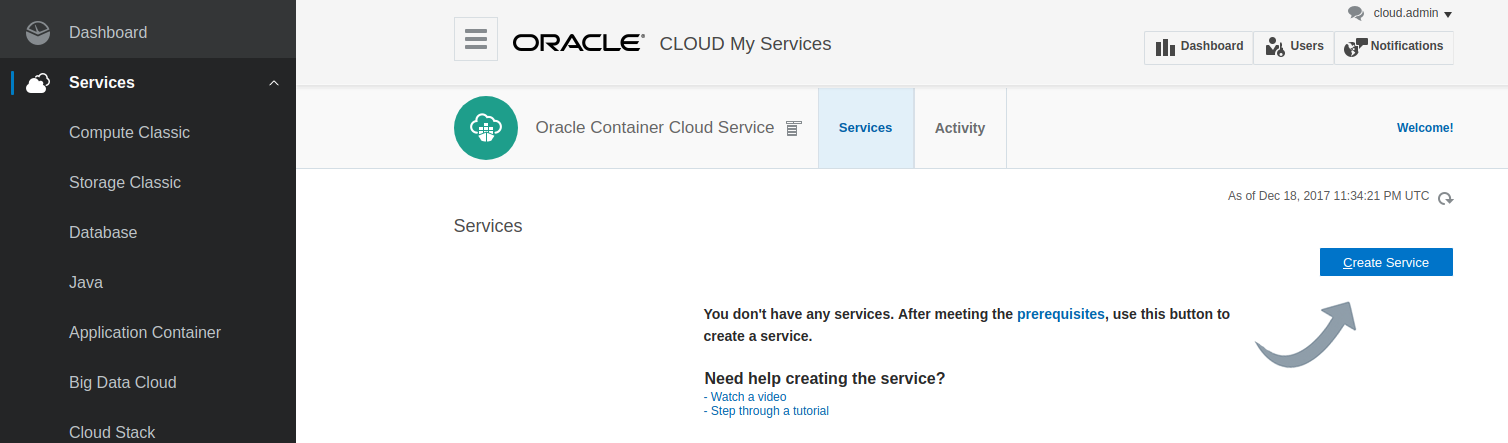 Dashboard
Services
Compute Classic
Storage Classic
Database
Java
Application Container
Big Data Cloud
Cloud Stack
cloud.admin
ORACLE® CLOUD My Services
Dashboard Users Notifications
Oracle Container Cloud Service Services Activity Welcome!
As of Dec 18, 2017 11:34:21 PM UTC
Services
Create Service
You don't have any services. After meeting the prerequisites, use this button to
create a service.
Need help creating the service?
- Watch a video
- Step through a tutorial